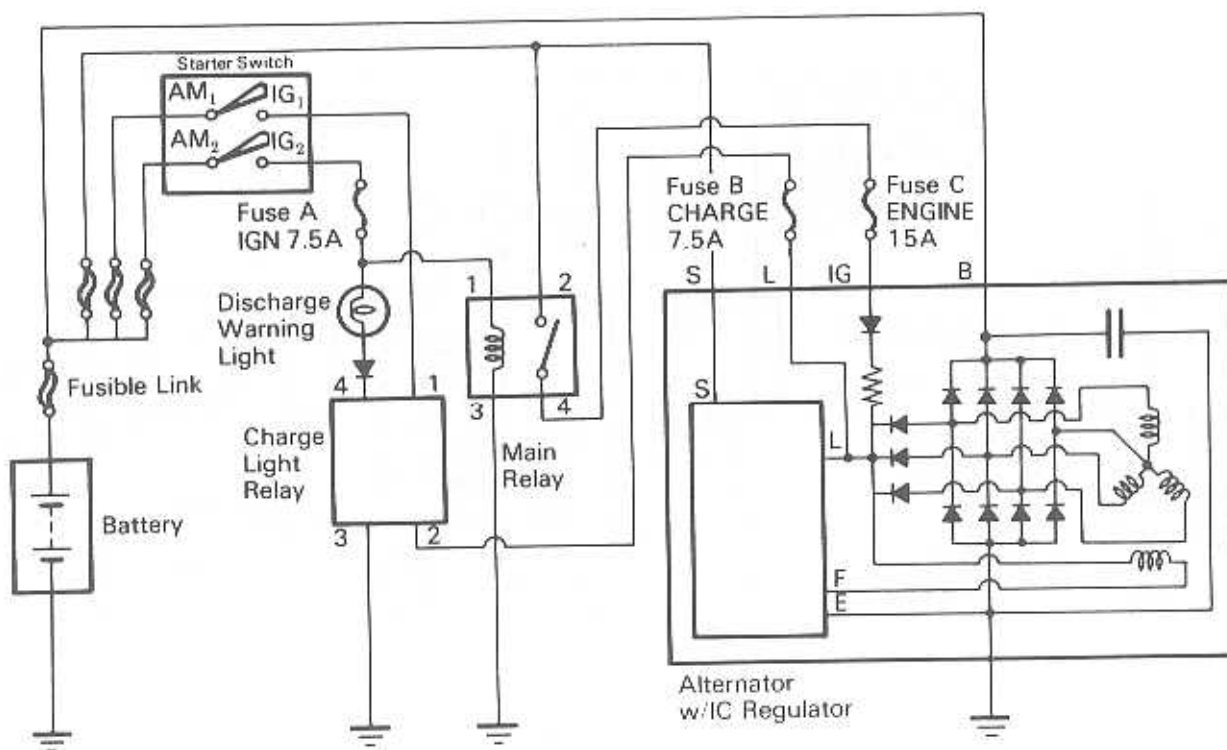 Starter Switch
AM₁ IG₁
AM₂ IG₂
Fuse A
IGN 7.5A
Fuse B
CHARGE
7.5A
Fuse C
ENGINE
15A
S L IG B
1 2
3 4
Discharge
Warning
Light
Fusible Link
4 1
Charge
Light
Relay
3 2
Main
Relay
Battery
S
L
F
E
Alternator
w/IC Regulator